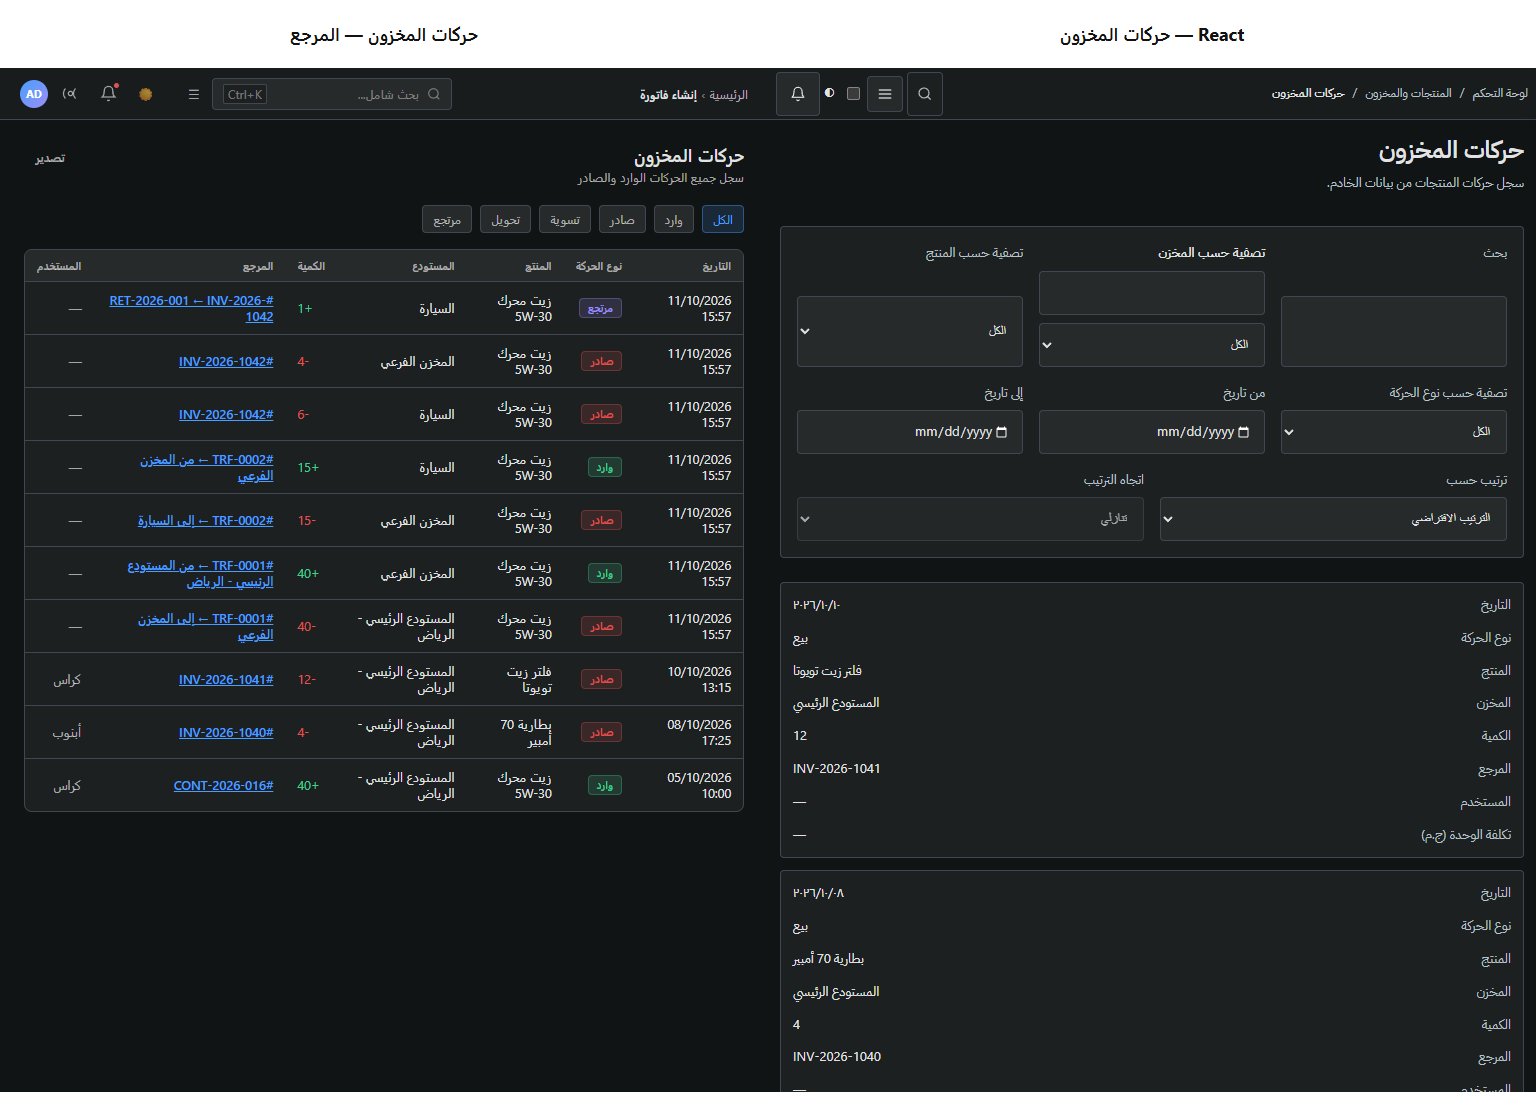 React — حركات المخزون
لوحة التحكم / المنتجات والمخزون / حركات المخزون
حركات المخزون
سجل حركات المنتجات من بيانات الخادم.
بحث
تصفية حسب المخزن
الكل
تصفية حسب المنتج
الكل
تصفية حسب نوع الحركة
الكل
من تاريخ
mm/dd/yyyy
إلى تاريخ
mm/dd/yyyy
ترتيب حسب
الترتيب الافتراضي
اتجاه الترتيب
تنازلي
التاريخ ٢٠٢٦/١٠/١٠
نوع الحركة بيع
المنتج فلتر زيت تويوتا
المخزن المستودع الرئيسي
الكمية 12
المرجع INV-2026-1041
المستخدم —
تكلفة الوحدة (ج.م) —
التاريخ ٢٠٢٦/١٠/٠٨
نوع الحركة بيع
المنتج بطارية 70 أمبير
المخزن المستودع الرئيسي
الكمية 4
المرجع INV-2026-1040
المستخدم —
حركات المخزون — المرجع
الرئيسية › إنشاء فاتورة
بحث شامل... Ctrl+K
AD
حركات المخزون
سجل جميع الحركات الوارد والصادر
تصدير
الكل وارد صادر تسوية تحويل مرتجع
التاريخ نوع الحركة المنتج المستودع الكمية المرجع المستخدم
11/10/2026 مرتجع زيت محرك السيارة +1 RET-2026-001 ← INV-2026-# —
15:57 5W-30 1042
11/10/2026 صادر زيت محرك المخزن الفرعي -4 INV-2026-1042# —
15:57 5W-30
11/10/2026 صادر زيت محرك السيارة -6 INV-2026-1042# —
15:57 5W-30
11/10/2026 وارد زيت محرك السيارة +15 #TRF-0002 ← من المخزن —
15:57 5W-30 الفرعي
11/10/2026 صادر زيت محرك المخزن الفرعي -15 #TRF-0002 ← إلى السيارة —
15:57 5W-30
11/10/2026 وارد زيت محرك المخزن الفرعي +40 #TRF-0001 ← من المستودع —
15:57 5W-30 الرئيسي - الرياض
11/10/2026 صادر زيت محرك المستودع الرئيسي - -40 #TRF-0001 ← إلى المخزن —
15:57 5W-30 الرياض الفرعي
10/10/2026 صادر فلتر زيت المستودع الرئيسي - -12 INV-2026-1041# كراس
13:15 تويوتا الرياض
08/10/2026 صادر بطارية 70 المستودع الرئيسي - -4 INV-2026-1040# أبنوب
17:25 أمبير الرياض
05/10/2026 وارد زيت محرك المستودع الرئيسي - +40 CONT-2026-016# كراس
10:00 5W-30 الرياض